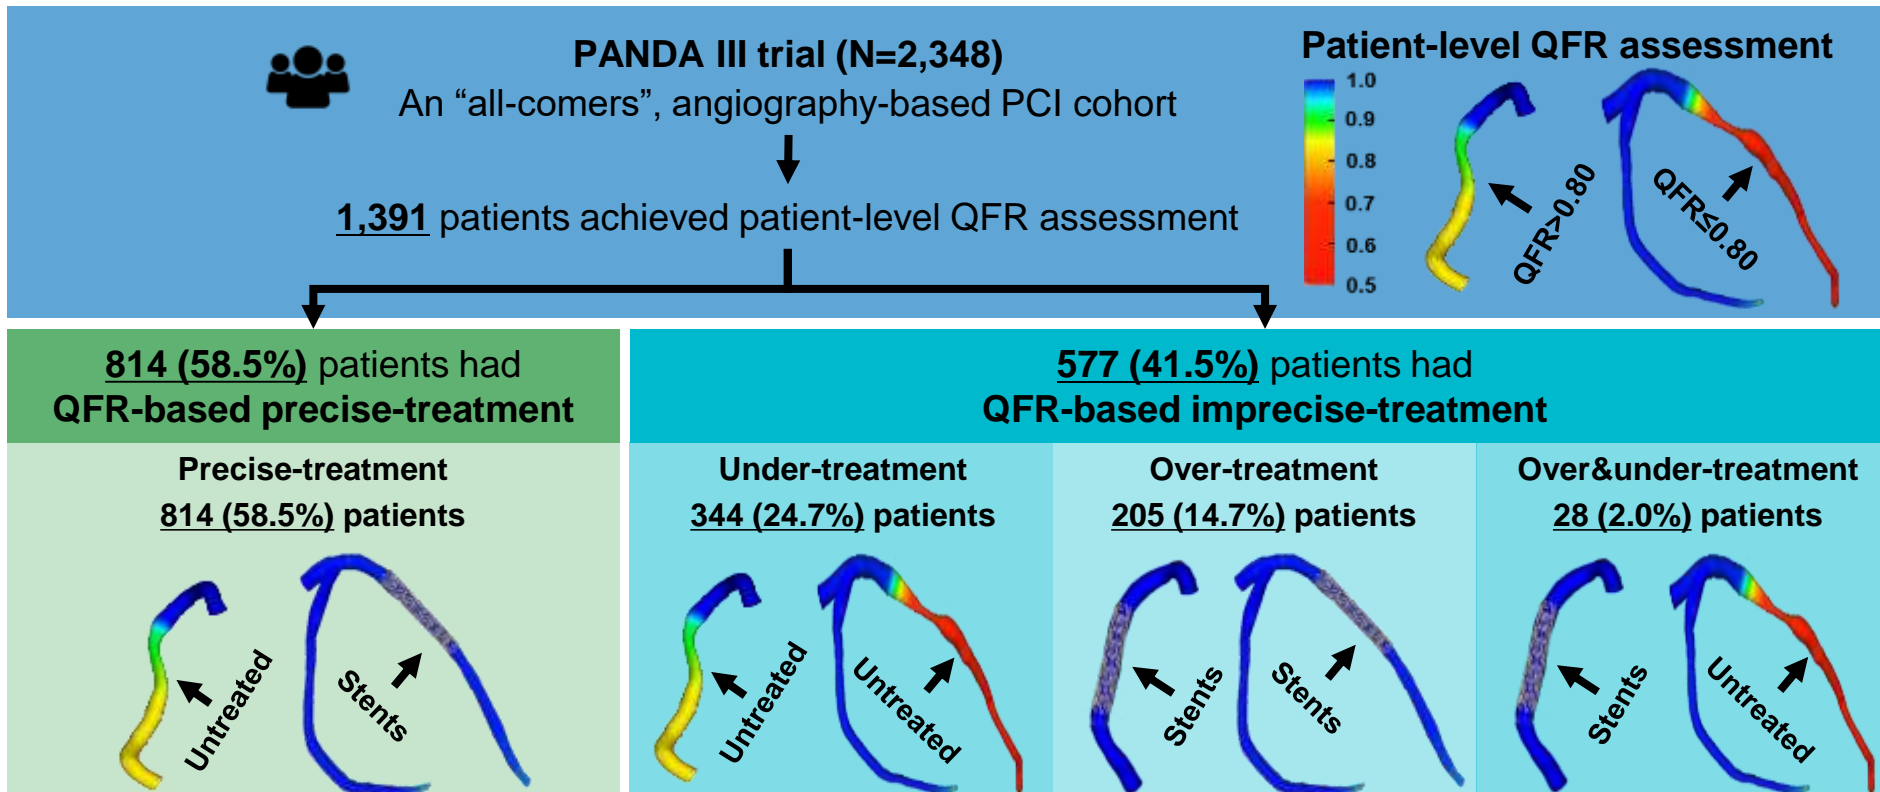 PANDA III trial (N=2,348)
An “all-comers”, angiography-based PCI cohort
1,391 patients achieved patient-level QFR assessment
Patient-level QFR assessment
1.0
0.9
0.8
0.7
0.6
0.5
QFR>0.80
QFR≤0.80
814 (58.5%) patients had
QFR-based precise-treatment
577 (41.5%) patients had
QFR-based imprecise-treatment
Precise-treatment
814 (58.5%) patients
Untreated
Stents
Under-treatment
344 (24.7%) patients
Untreated
Untreated
Over-treatment
205 (14.7%) patients
Stents
Stents
Over&under-treatment
28 (2.0%) patients
Stents
Untreated